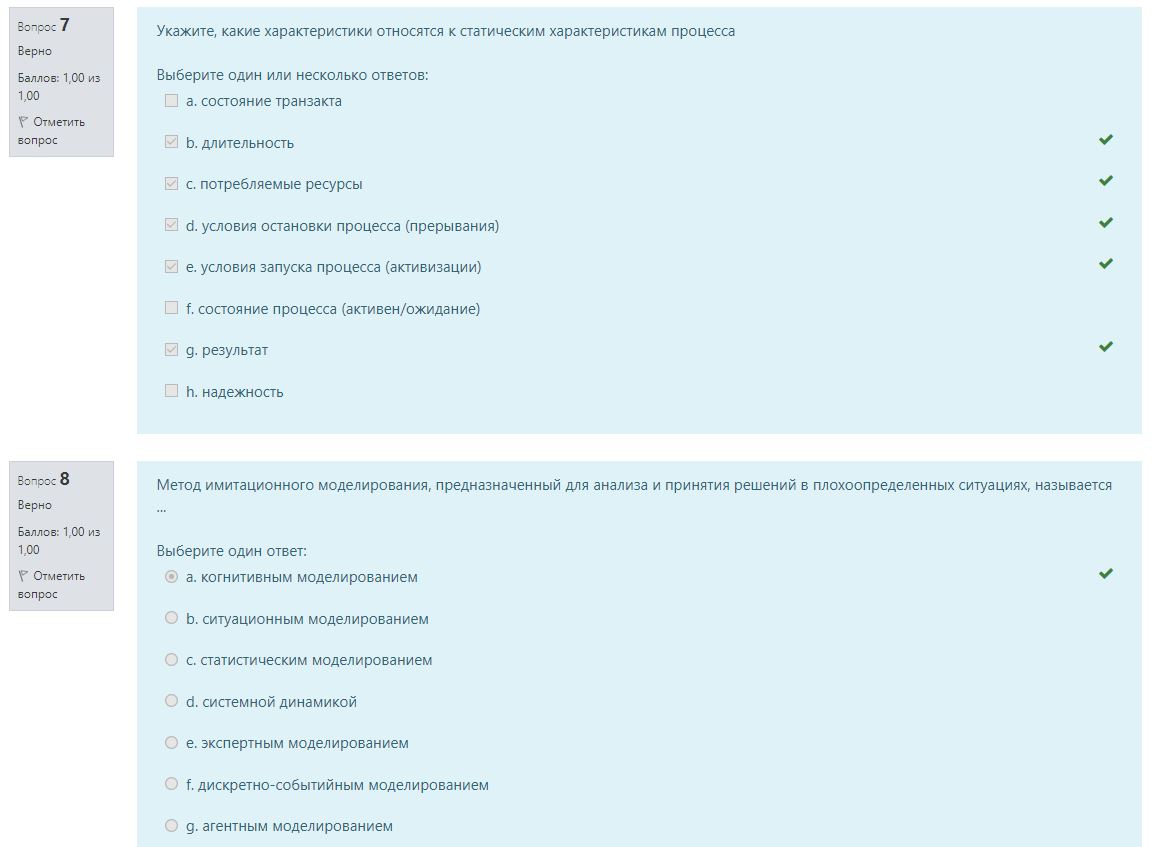 Вопрос 7
Верно
Баллов: 1,00 из
1,00
Отметить
вопрос
Укажите, какие характеристики относятся к статическим характеристикам процесса
Выберите один или несколько ответов:
a. состояние транзакта
b. длительность
c. потребляемые ресурсы
d. условия остановки процесса (прерывания)
e. условия запуска процесса (активизации)
f. состояние процесса (активен/ожидание)
g. результат
h. надежность
Вопрос 8
Верно
Баллов: 1,00 из
1,00
Отметить
вопрос
Метод имитационного моделирования, предназначенный для анализа и принятия решений в плохоопределенных ситуациях, называется
...
Выберите один ответ:
a. когнитивным моделированием
b. ситуационным моделированием
c. статистическим моделированием
d. системной динамикой
e. экспертным моделированием
f. дискретно-событийным моделированием
g. агентным моделированием